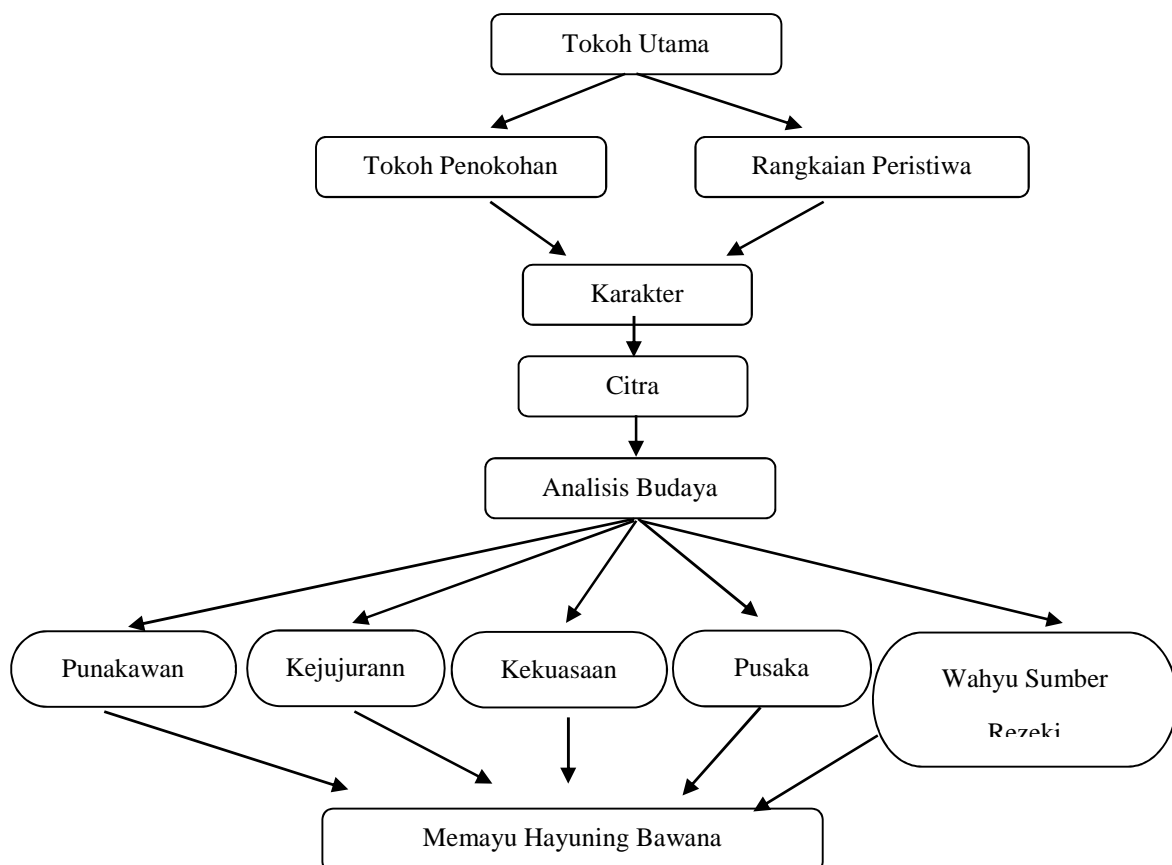 Tokoh Utama
Tokoh Penokohan
Rangkaian Peristiwa
Karakter
Citra
Analisis Budaya
Punakawan
Kejujurann
Kekuasaan
Pusaka
Wahyu Sumber
Rezeki
Memayu Hayuning Bawana